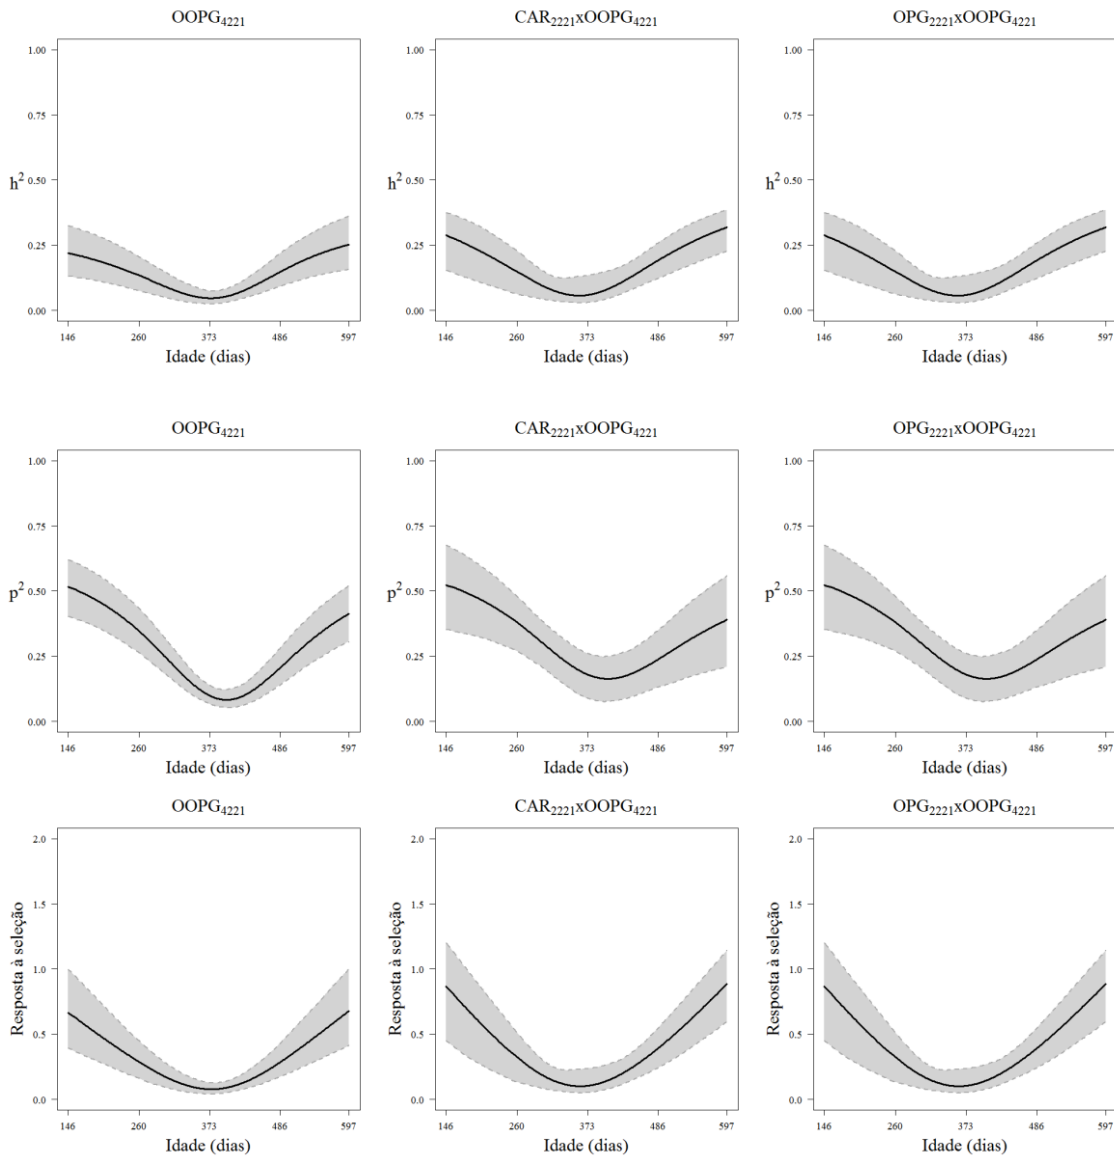 OOPG4221 CAR2221xOOPG4221 OPG2221xOOPG4221
1.00 1.00 1.00
0.75 0.75 0.75
0.50 0.50 0.50
h2 h2 h2
0.25 0.25 0.25
0.00 0.00 0.00
146 260 373 486 597 146 260 373 486 597 146 260 373 486 597
Idade (dias) Idade (dias) Idade (dias)
OOPG4221 CAR2221xOOPG4221 OPG2221xOOPG4221
1.00 1.00 1.00
0.75 0.75 0.75
0.50 0.50 0.50
p2 p2 p2
0.25 0.25 0.25
0.00 0.00 0.00
146 260 373 486 597 146 260 373 486 597 146 260 373 486 597
Idade (dias) Idade (dias) Idade (dias)
OOPG4221 CAR2221xOOPG4221 OPG2221xOOPG4221
2.0 2.0 2.0
1.5 1.5 1.5
Resposta à seleção Resposta à seleção Resposta à seleção
1.0 1.0 1.0
0.5 0.5 0.5
0.0 0.0 0.0
146 260 373 486 597 146 260 373 486 597 146 260 373 486 597
Idade (dias) Idade (dias) Idade (dias)